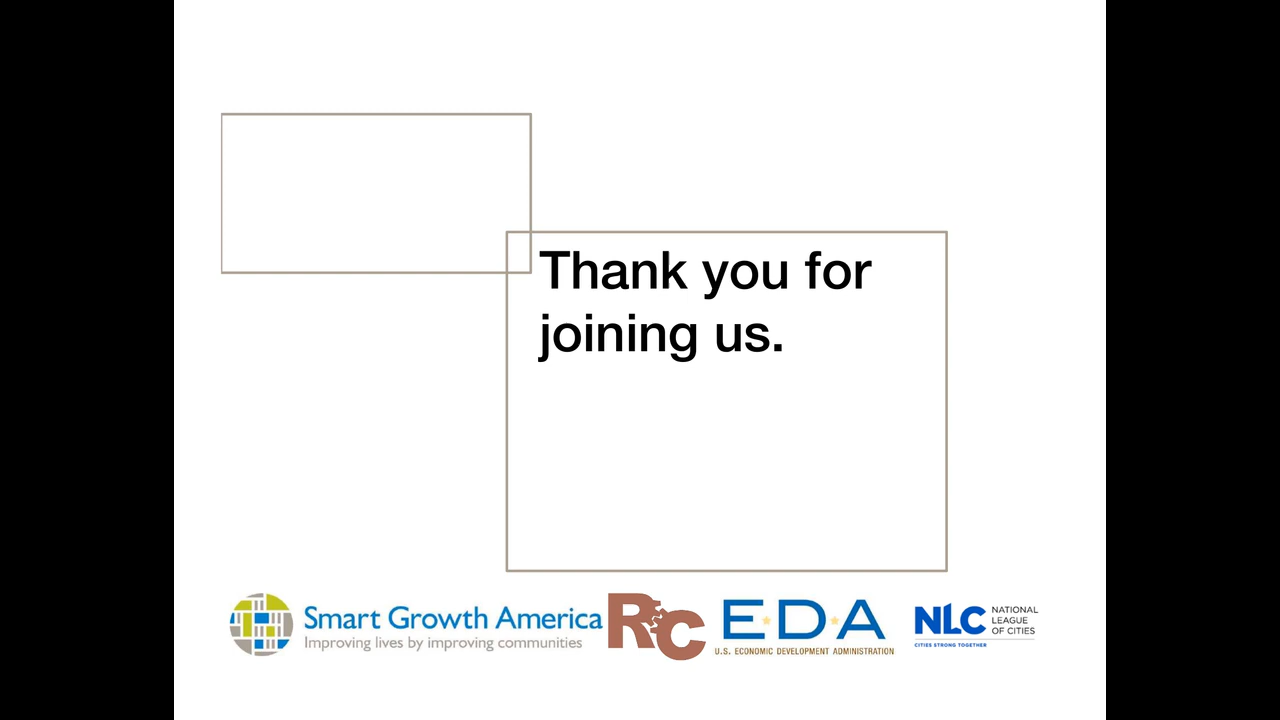 Thank you for
joining us.
Smart Growth America
Improving lives by improving communities
RC
E·D·A
U.S. ECONOMIC DEVELOPMENT ADMINISTRATION
NLC
NATIONAL
LEAGUE
OF CITIES
CITIES STRONG TOGETHER